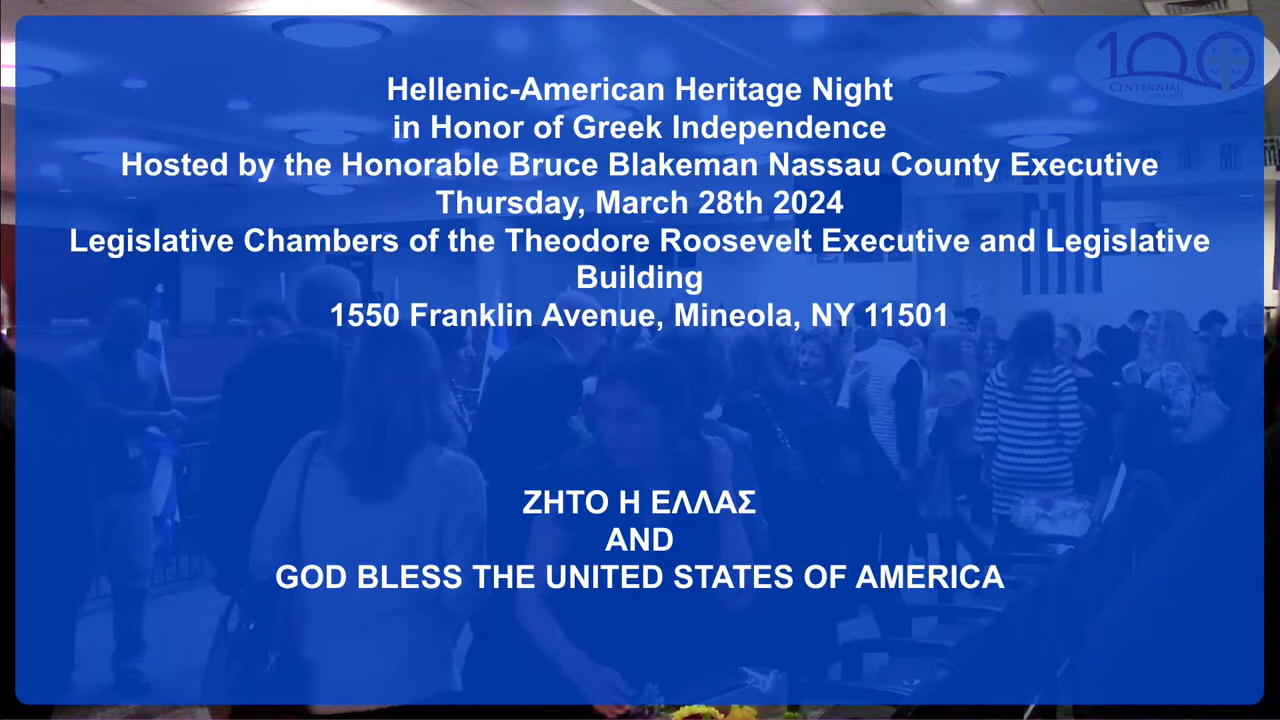 100
CENTENNIAL
Hellenic-American Heritage Night
in Honor of Greek Independence
Hosted by the Honorable Bruce Blakeman Nassau County Executive
Thursday, March 28th 2024
Legislative Chambers of the Theodore Roosevelt Executive and Legislative
Building
1550 Franklin Avenue, Mineola, NY 11501
ΖΗΤΟ Η ΕΛΛΑΣ
AND
GOD BLESS THE UNITED STATES OF AMERICA